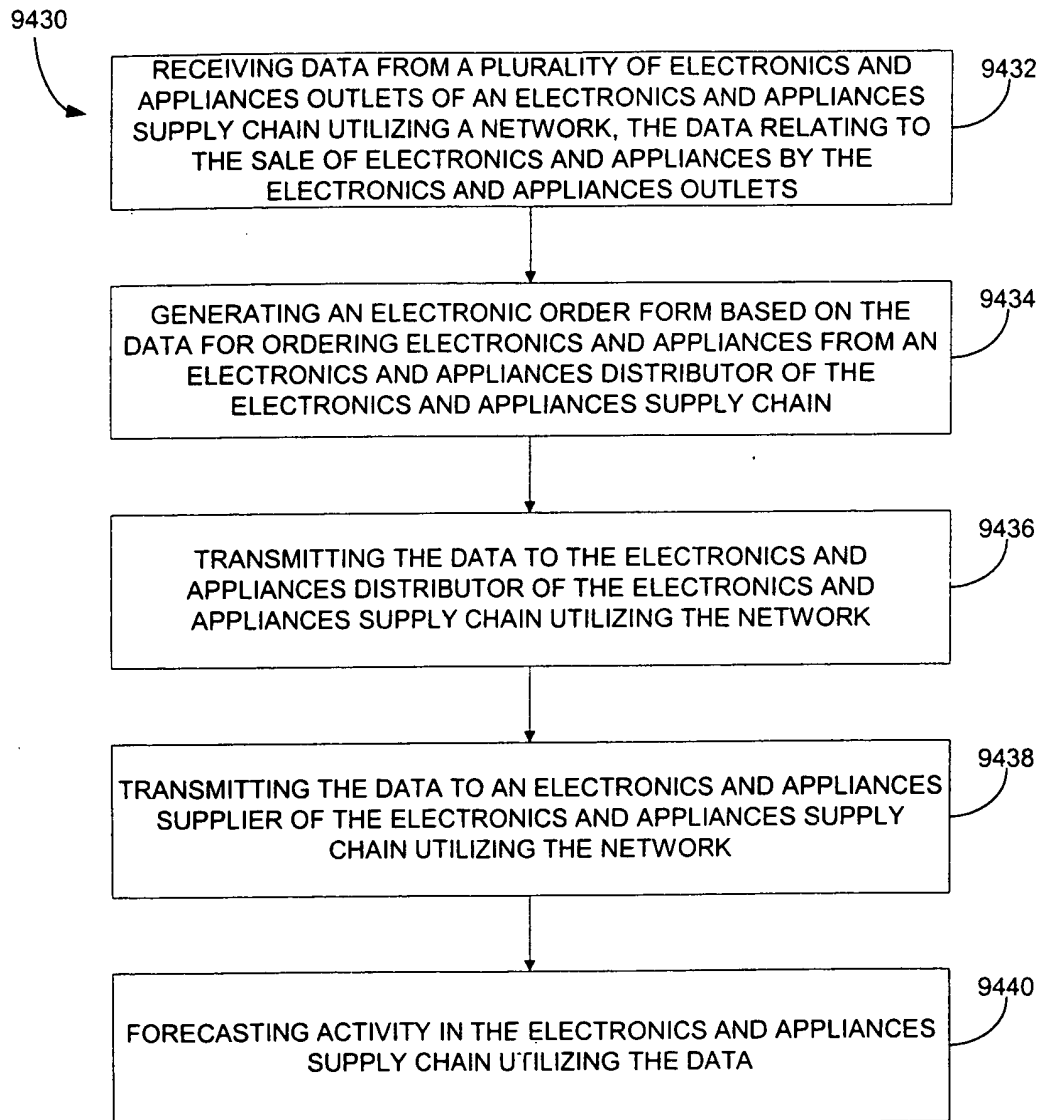 9430
RECEIVING DATA FROM A PLURALITY OF ELECTRONICS AND
APPLIANCES OUTLETS OF AN ELECTRONICS AND APPLIANCES
SUPPLY CHAIN UTILIZING A NETWORK, THE DATA RELATING TO
THE SALE OF ELECTRONICS AND APPLIANCES BY THE
ELECTRONICS AND APPLIANCES OUTLETS
9432
GENERATING AN ELECTRONIC ORDER FORM BASED ON THE
DATA FOR ORDERING ELECTRONICS AND APPLIANCES FROM AN
ELECTRONICS AND APPLIANCES DISTRIBUTOR OF THE
ELECTRONICS AND APPLIANCES SUPPLY CHAIN
9434
TRANSMITTING THE DATA TO THE ELECTRONICS AND
APPLIANCES DISTRIBUTOR OF THE ELECTRONICS AND
APPLIANCES SUPPLY CHAIN UTILIZING THE NETWORK
9436
TRANSMITTING THE DATA TO AN ELECTRONICS AND APPLIANCES
SUPPLIER OF THE ELECTRONICS AND APPLIANCES SUPPLY
CHAIN UTILIZING THE NETWORK
9438
FORECASTING ACTIVITY IN THE ELECTRONICS AND APPLIANCES
SUPPLY CHAIN UTILIZING THE DATA
9440